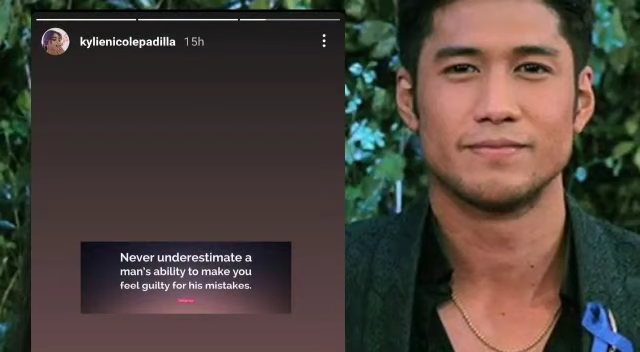 kylienicolepadilla 15h
Never underestimate a
man's ability to make you
feel guilty for his mistakes.